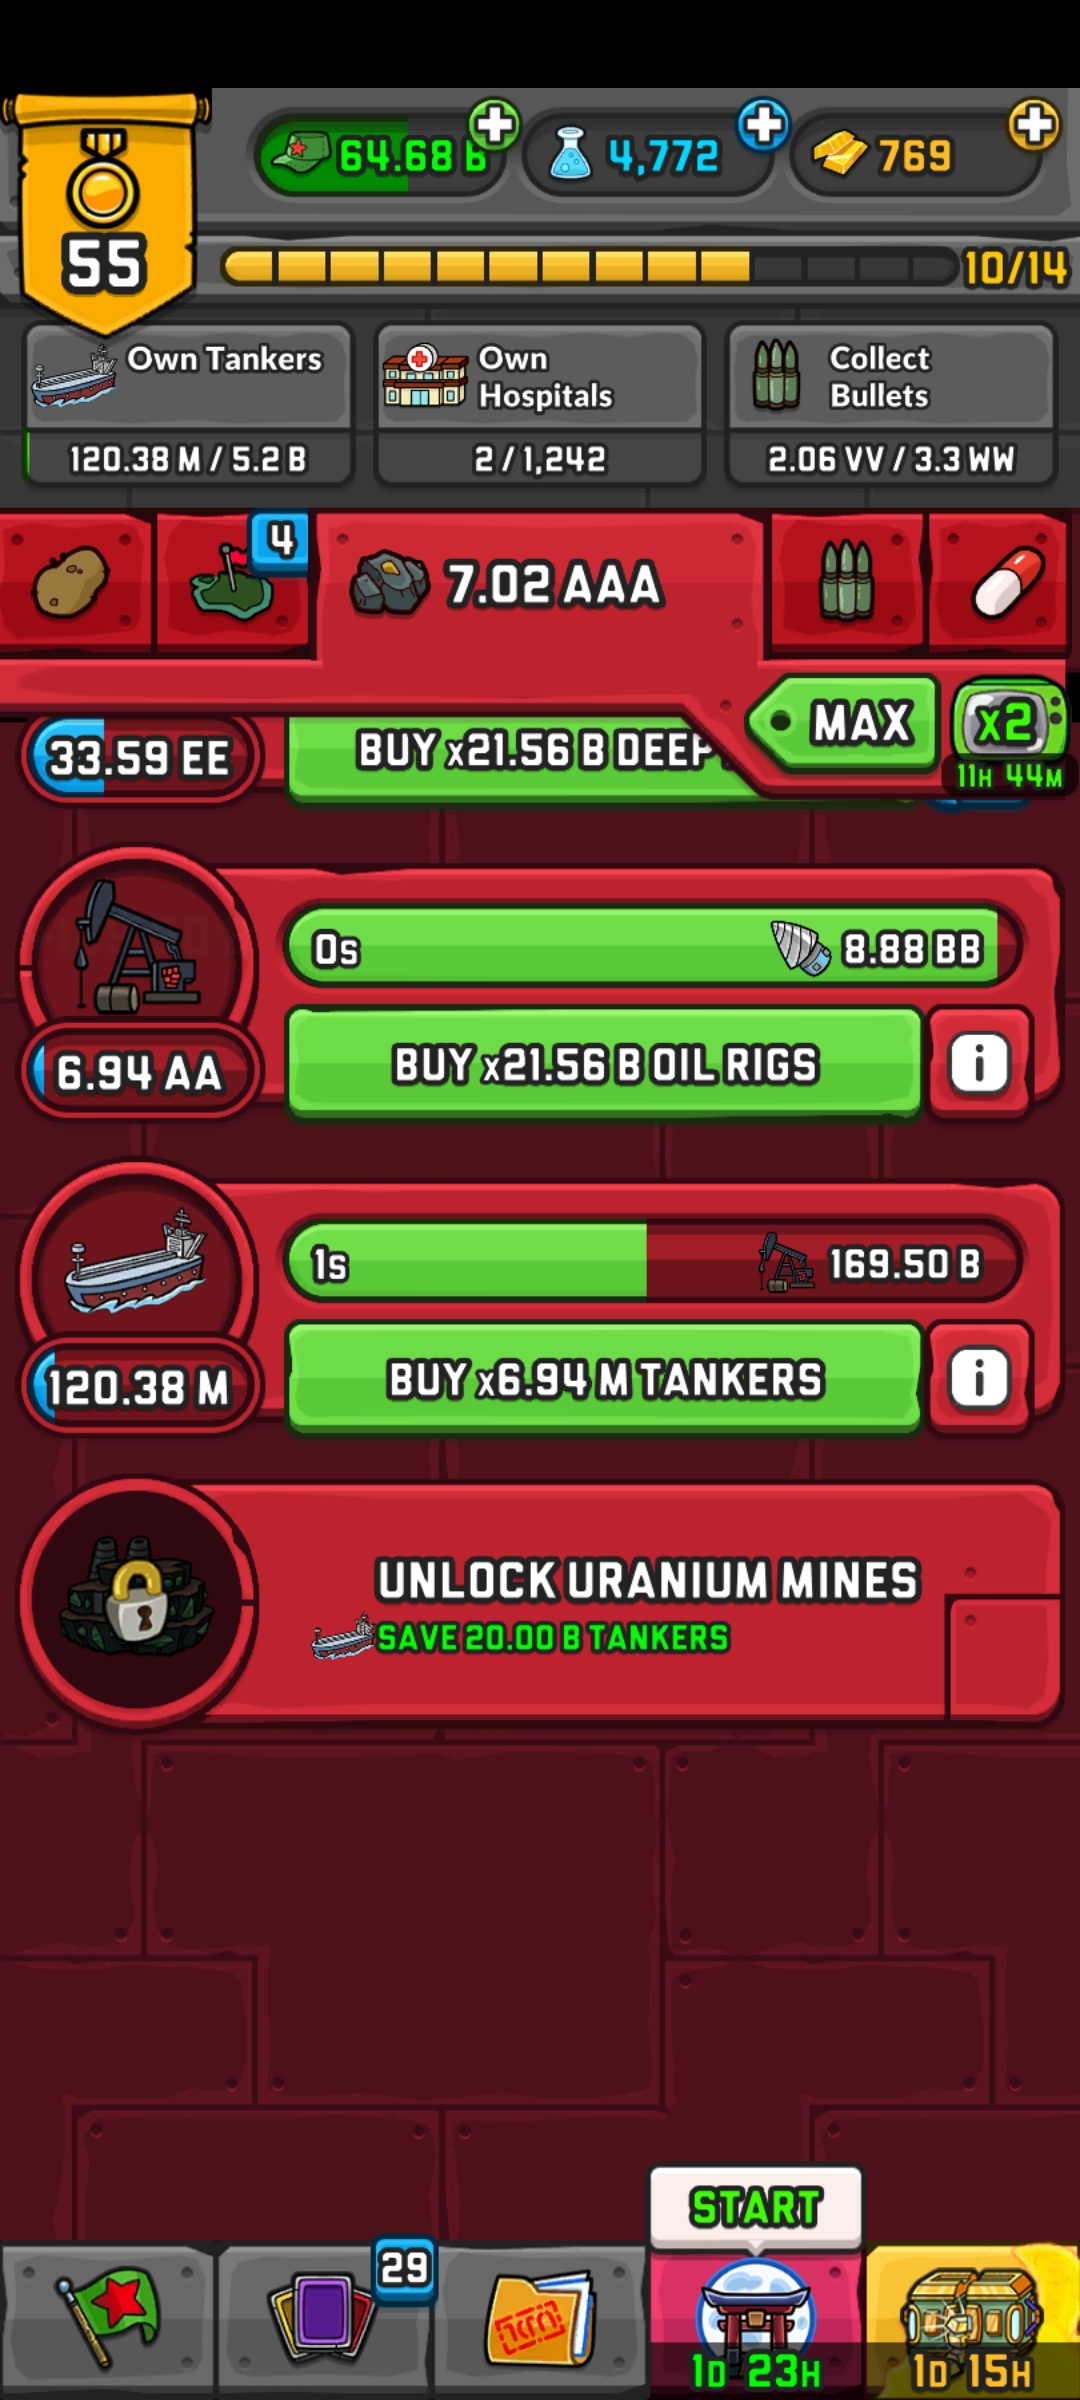 64.68 B
4,772
769
55
10/14
Own Tankers
120.38 M / 5.2 B
Own
Hospitals
2 / 1,242
Collect
Bullets
2.06 VV / 3.3 WW
4
7.02 AAA
MAX
x2
11H 44M
33.59 EE
BUY x21.56 B DEEP
0s
8.88 BB
6.94 AA
BUY x21.56 B OIL RIGS
i
1s
169.50 B
120.38 M
BUY x6.94 M TANKERS
i
UNLOCK URANIUM MINES
SAVE 20.00 B TANKERS
START
29
1D 23H
1D 15H